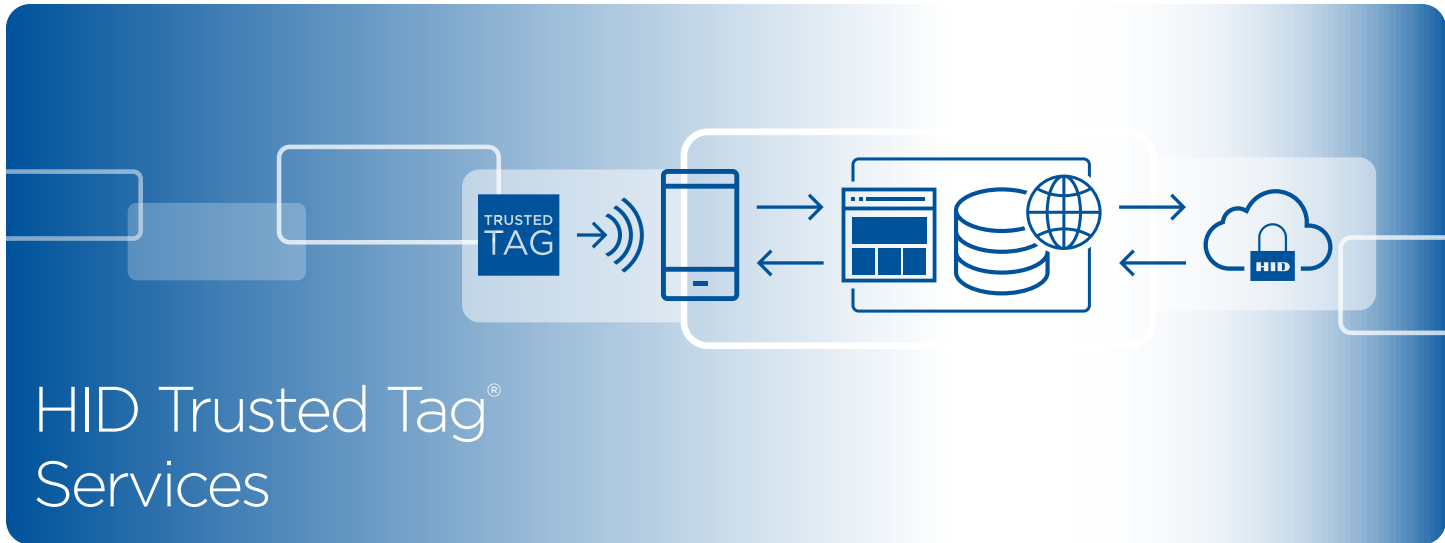 TRUSTED
TAG
HID
HID Trusted Tag®
Services